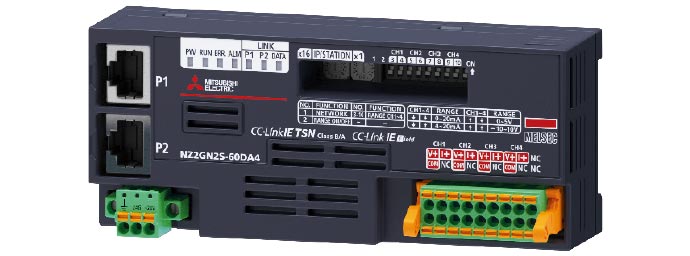 LINK
PW RUN ERR. ALM P1 P2 DATA
x16 IP/STATION x1
CH1 CH2 CH3 CH4
1 2 3 4 5 6 7 8 9 10 ON
P1
MITSUBISHI
ELECTRIC
NO. FUNCTION NO. FUNCTION
1 NETWORK 3-10 RANGE CH1-4
2 RANGE ON/OFF - -
CH1-4 RANGE CH1-4 RANGE
4-20mA 0-5V
0-20mA -10-10V
MELSEC
CC-Link IE TSN Class B/A CC-Link IE Field
P2
NZ2GN2S-60DA4
CH1 CH2 CH3 CH4
V+ I+ V+ I+ V+ I+ V+ I+ NC
COM NC COM NC COM NC COM NC NC